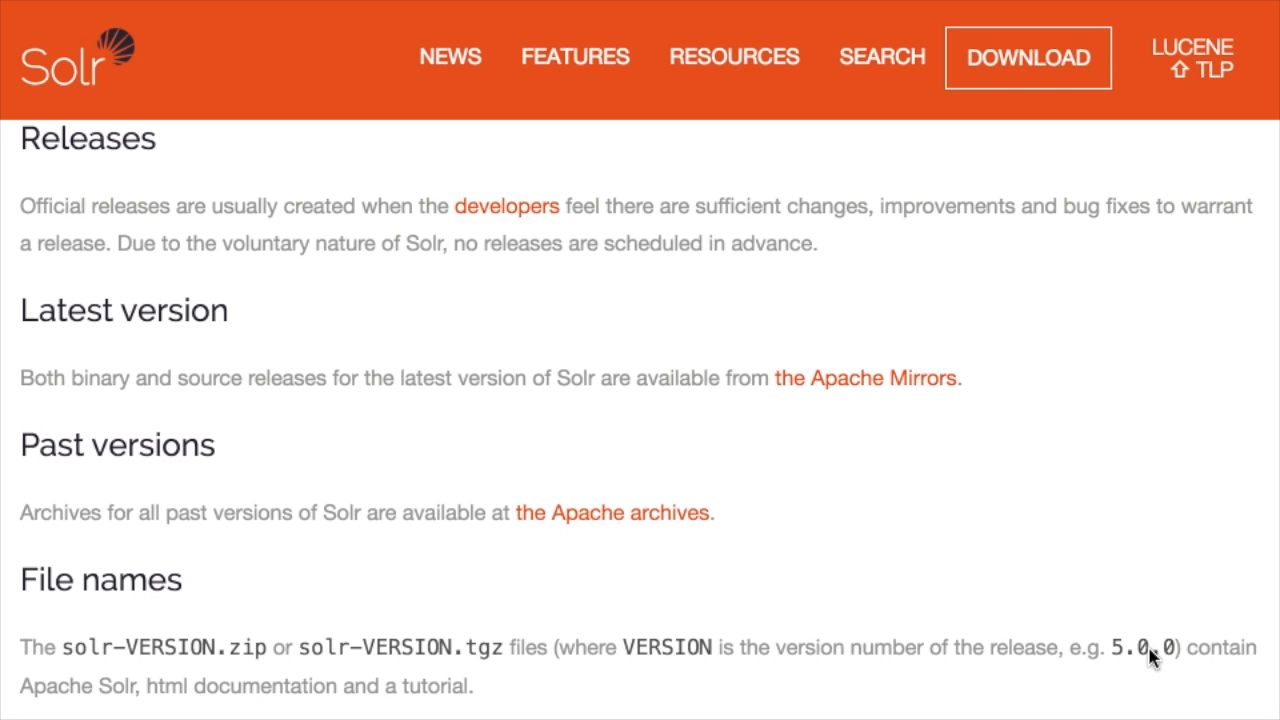 Solr
NEWS
FEATURES
RESOURCES
SEARCH
DOWNLOAD
LUCENE
⇧ TLP
Releases
Official releases are usually created when the developers feel there are sufficient changes, improvements and bug fixes to warrant
a release. Due to the voluntary nature of Solr, no releases are scheduled in advance.
Latest version
Both binary and source releases for the latest version of Solr are available from the Apache Mirrors.
Past versions
Archives for all past versions of Solr are available at the Apache archives.
File names
The solr-VERSION.zip or solr-VERSION.tgz files (where VERSION is the version number of the release, e.g. 5.0.0) contain
Apache Solr, html documentation and a tutorial.